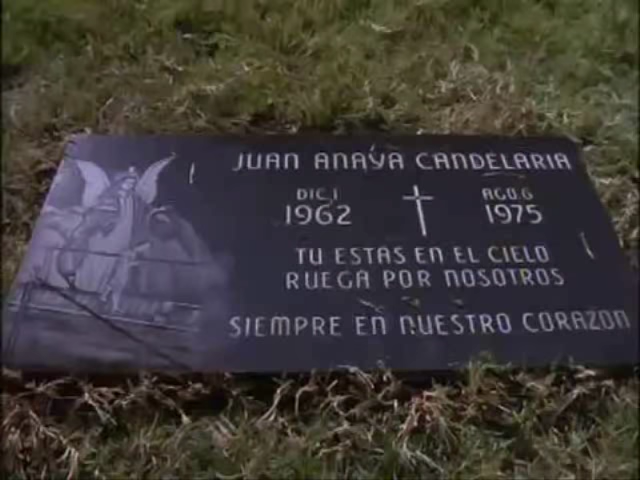 JUAN ANAYA CANDELARIA
DIC. 1 AGO. 6
1962 1975
TU ESTAS EN EL CIELO
RUEGA POR NOSOTROS
SIEMPRE EN NUESTRO CORAZON